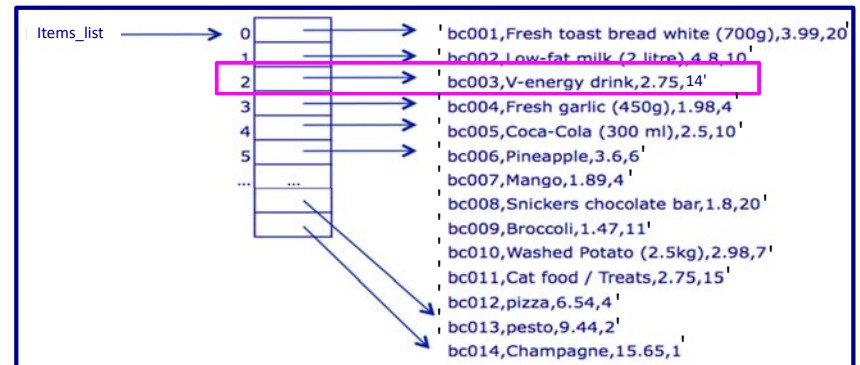 Items_list 0 'bc001,Fresh toast bread white (700g),3.99,20'
1 'bc002,Low-fat milk (2 litre),4.8,10'
2 'bc003,V-energy drink,2.75,14'
3 'bc004,Fresh garlic (450g),1.98,4'
4 'bc005,Coca-Cola (300 ml),2.5,10'
5 'bc006,Pineapple,3.6,6'
... ... 'bc007,Mango,1.89,4'
'bc008,Snickers chocolate bar,1.8,20'
'bc009,Broccoli,1.47,11'
'bc010,Washed Potato (2.5kg),2.98,7'
'bc011,Cat food / Treats,2.75,15'
'bc012,pizza,6.54,4'
'bc013,pesto,9.44,2'
'bc014,Champagne,15.65,1'